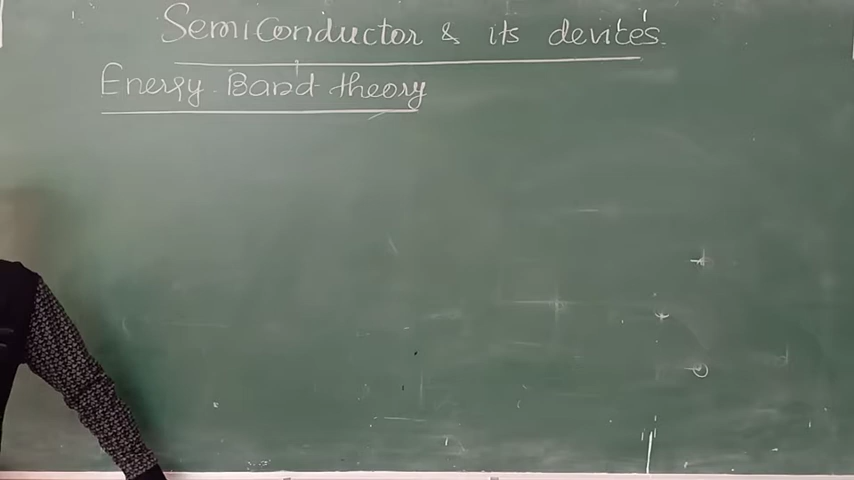 Semiconductor & its devices.
Energy Band theory